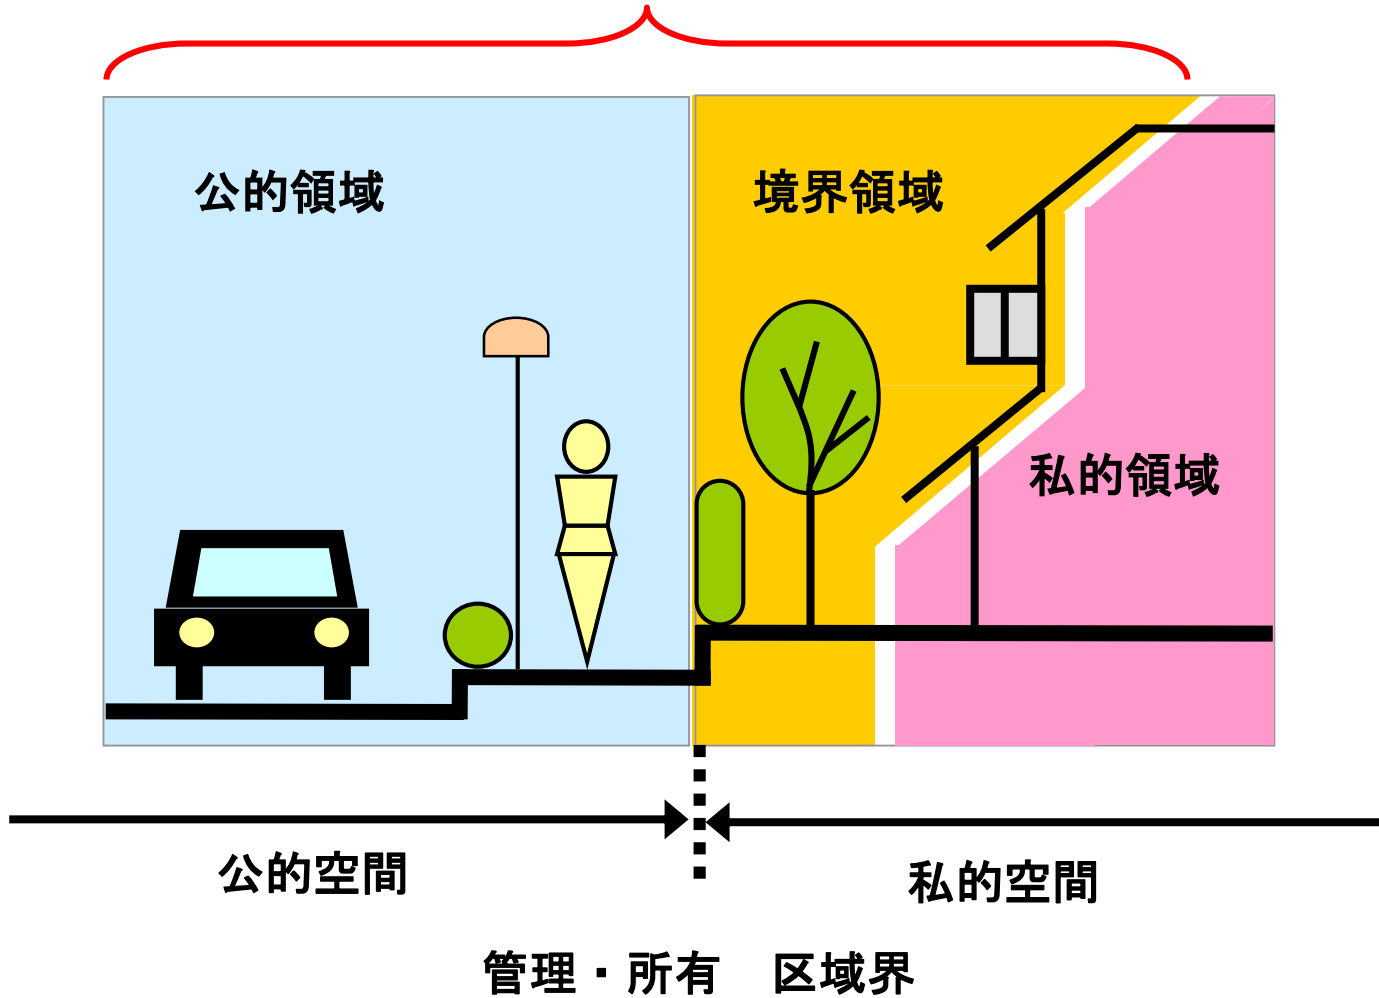 公的領域
境界領域
私的領域
公的空間
私的空間
管理・所有　区域界